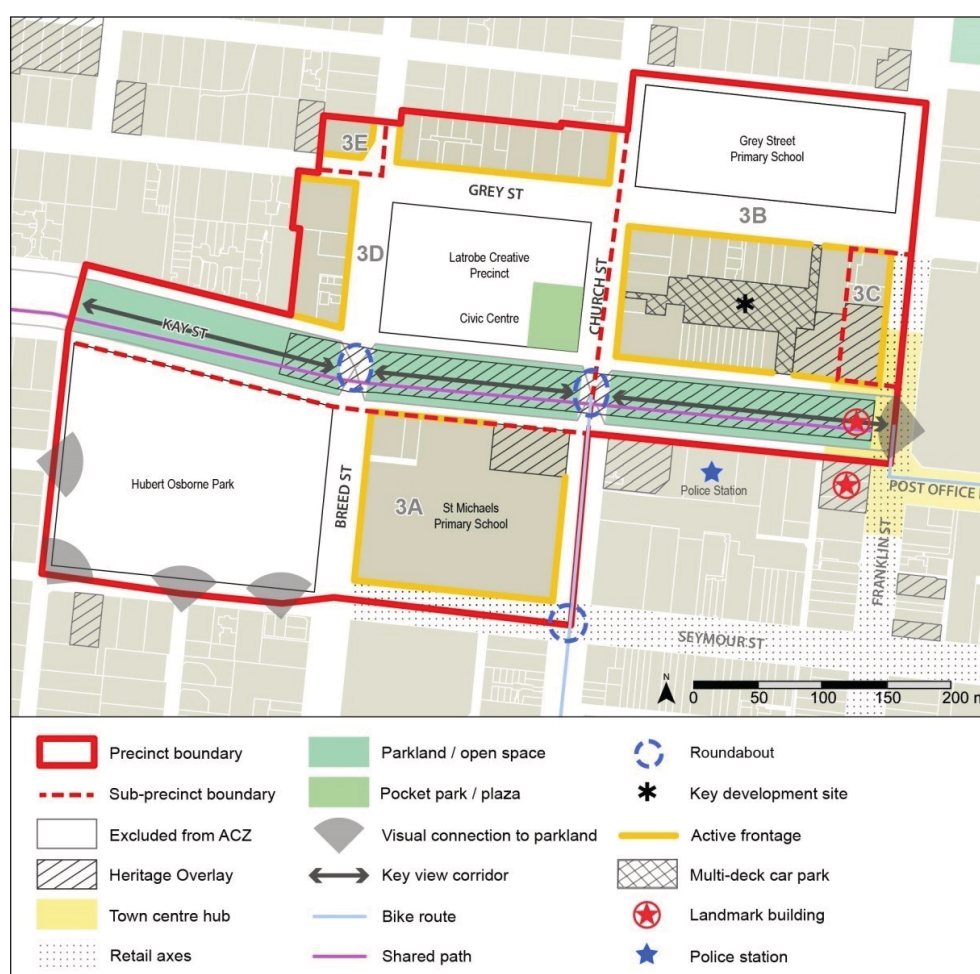 Grey Street
Primary School
3E
GREY ST
3B
3D
Latrobe Creative
Precinct
CHURCH ST
3C
Civic Centre
KAY ST
Hubert Osborne Park
BREED ST
3A
St Michaels
Primary School
Police Station
POST OFFICE
FRANKLIN ST
SEYMOUR ST
N
0 50 100 150 200 m
Precinct boundary
Parkland / open space
Roundabout
Sub-precinct boundary
Pocket park / plaza
Key development site
Excluded from ACZ
Visual connection to parkland
Active frontage
Heritage Overlay
Key view corridor
Multi-deck car park
Town centre hub
Bike route
Landmark building
Retail axes
Shared path
Police station